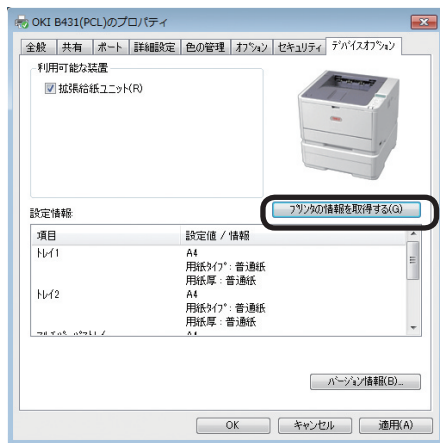 OKI B431(PCL)のプロパティ
全般 共有 ポート 詳細設定 色の管理 オプション セキュリティ デバイスオプション
利用可能な装置
拡張給紙ユニット(R)
プリンタの情報を取得する(G)
設定情報:
項目 設定値 / 情報
トレイ1 A4
用紙タイプ: 普通紙
用紙厚: 普通紙
トレイ2 A4
用紙タイプ: 普通紙
用紙厚: 普通紙
バージョン情報(B)...
OK キャンセル 適用(A)